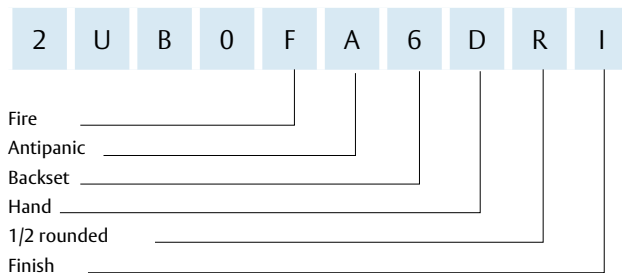 2 U B 0 F A 6 D R I
Fire
Antipanic
Backset
Hand
1/2 rounded
Finish